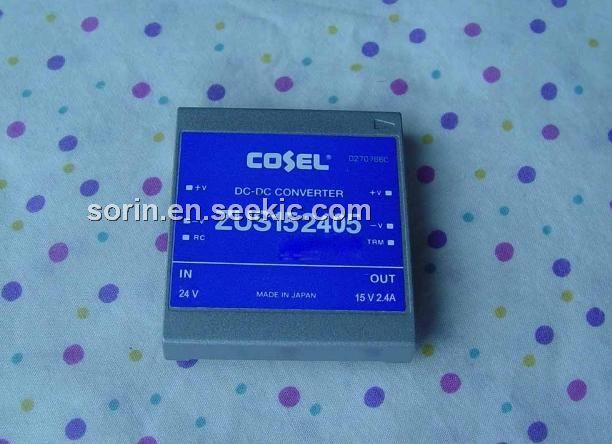 COSEL®
DC-DC CONVERTER
+V
+V
sorin.en.seekic.com
ZUS152405
-V
RC
TRM
IN
OUT
24 V
MADE IN JAPAN
15 V 2.4A